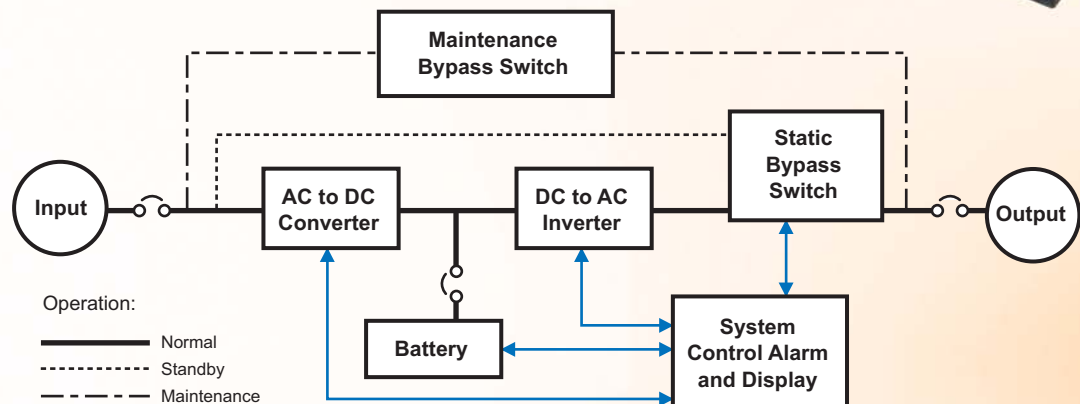 Maintenance
Bypass Switch
Static
Bypass
Switch
Input
AC to DC
Converter
DC to AC
Inverter
Output
Operation:
Normal
Standby
Maintenance
Battery
System
Control Alarm
and Display